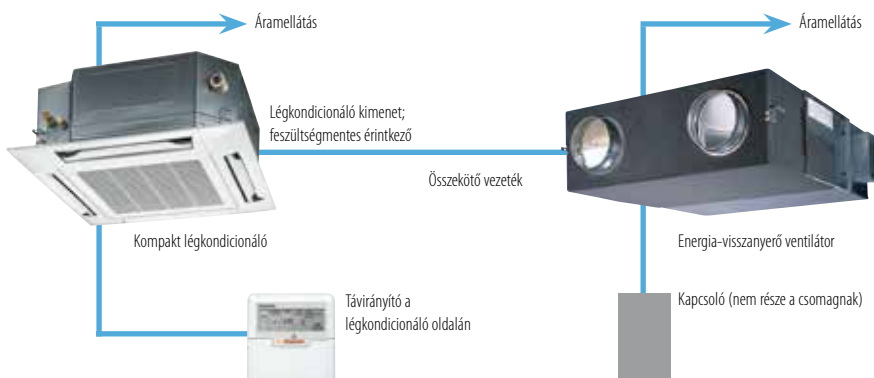 Áramellátás
Áramellátás
Légkondicionáló kimenet;
feszültségmentes érintkező
Összekötő vezeték
Kompakt légkondicionáló
Energia-visszanyerő ventilátor
Távirányító a
légkondicionáló oldalán
Kapcsoló (nem része a csomagnak)